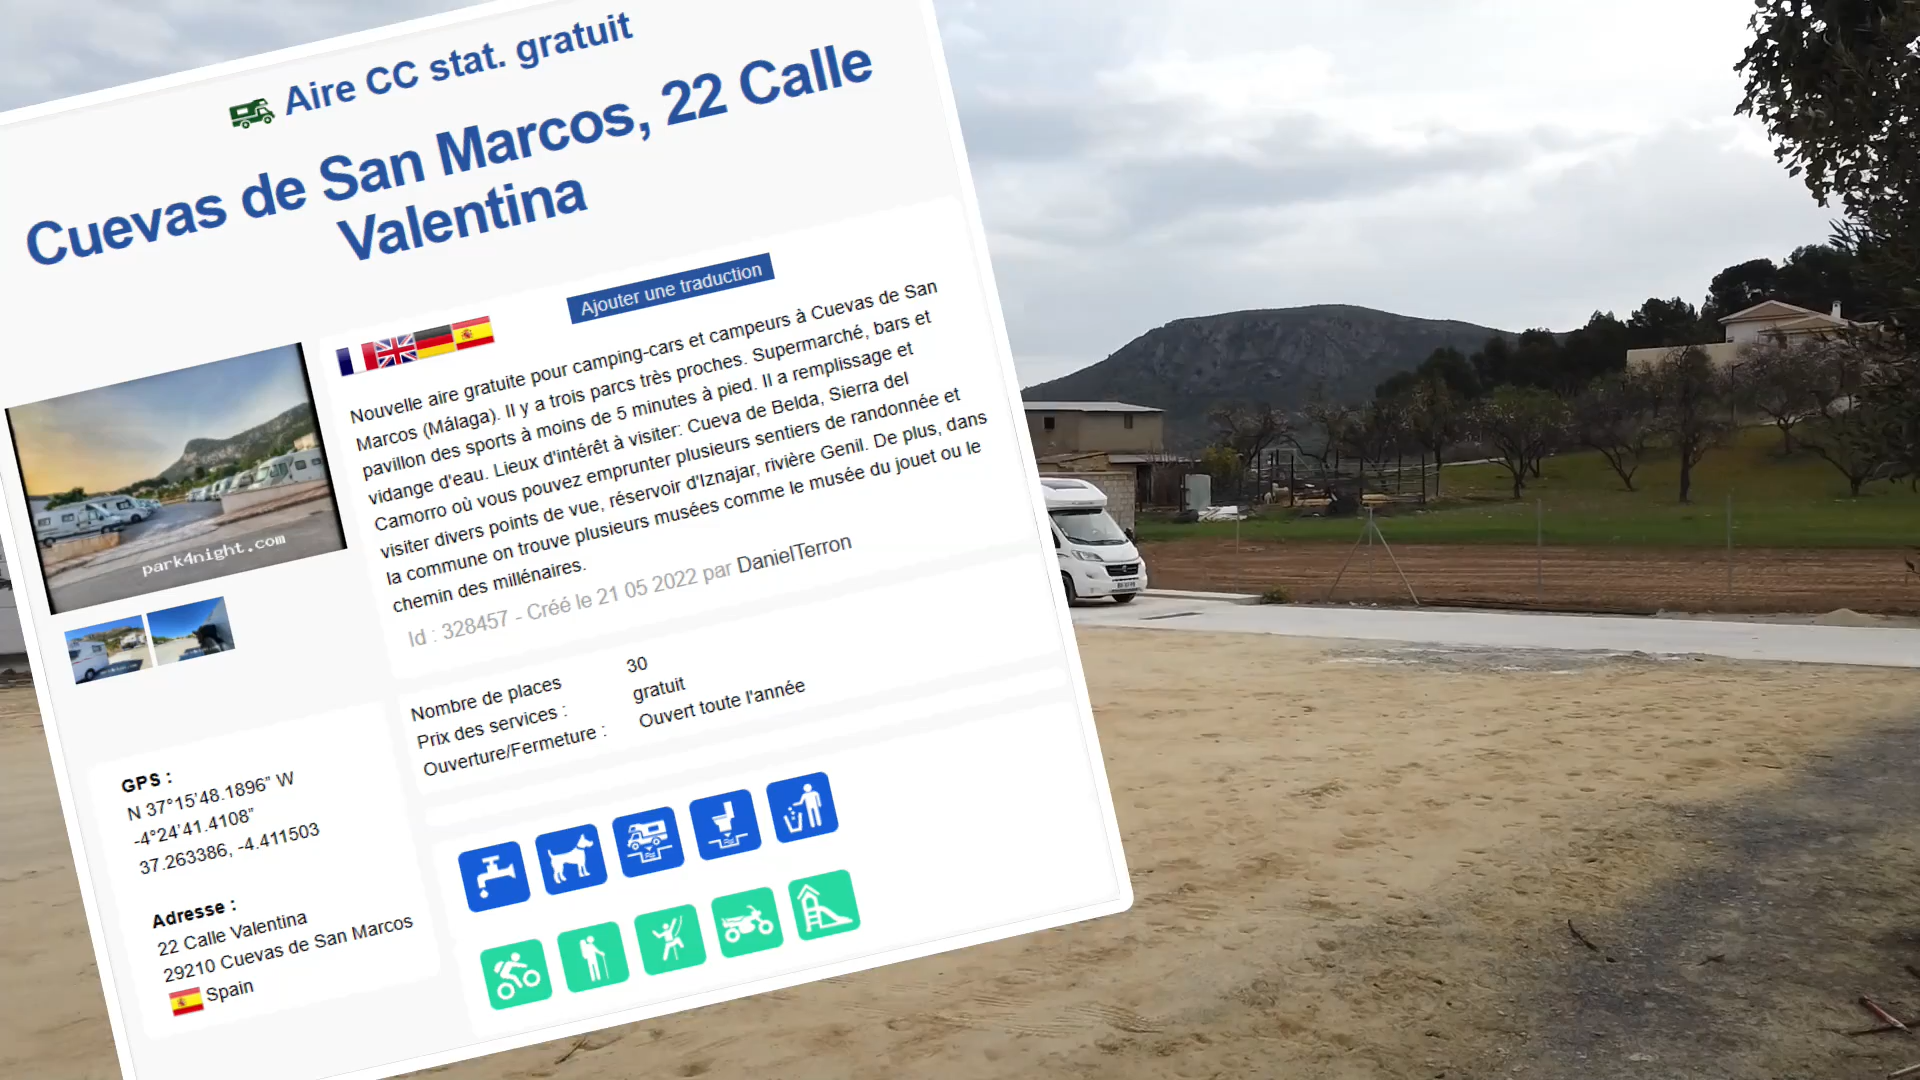 Aire CC stat. gratuit
Cuevas de San Marcos, 22 Calle
Valentina
Ajouter une traduction
Nouvelle aire gratuite pour camping-cars et campeurs à Cuevas de San
Marcos (Málaga). Il y a trois parcs très proches. Supermarché, bars et
pavillon des sports à moins de 5 minutes à pied. Il a remplissage et
vidange d'eau. Lieux d'intérêt à visiter: Cueva de Belda, Sierra del
Camorro où vous pouvez emprunter plusieurs sentiers de randonnée et
visiter divers points de vue, réservoir d'Iznajar, rivière Genil. De plus, dans
la commune on trouve plusieurs musées comme le musée du jouet ou le
chemin des millénaires.
Id : 328457 - Créé le 21 05 2022 par DanielTerron
park4night.com
Nombre de places 30
Prix des services : gratuit
Ouverture/Fermeture : Ouvert toute l'année
GPS :
N 37°15'48.1896" W
-4°24'41.4108"
37.263386, -4.411503
Adresse :
22 Calle Valentina
29210 Cuevas de San Marcos
Spain